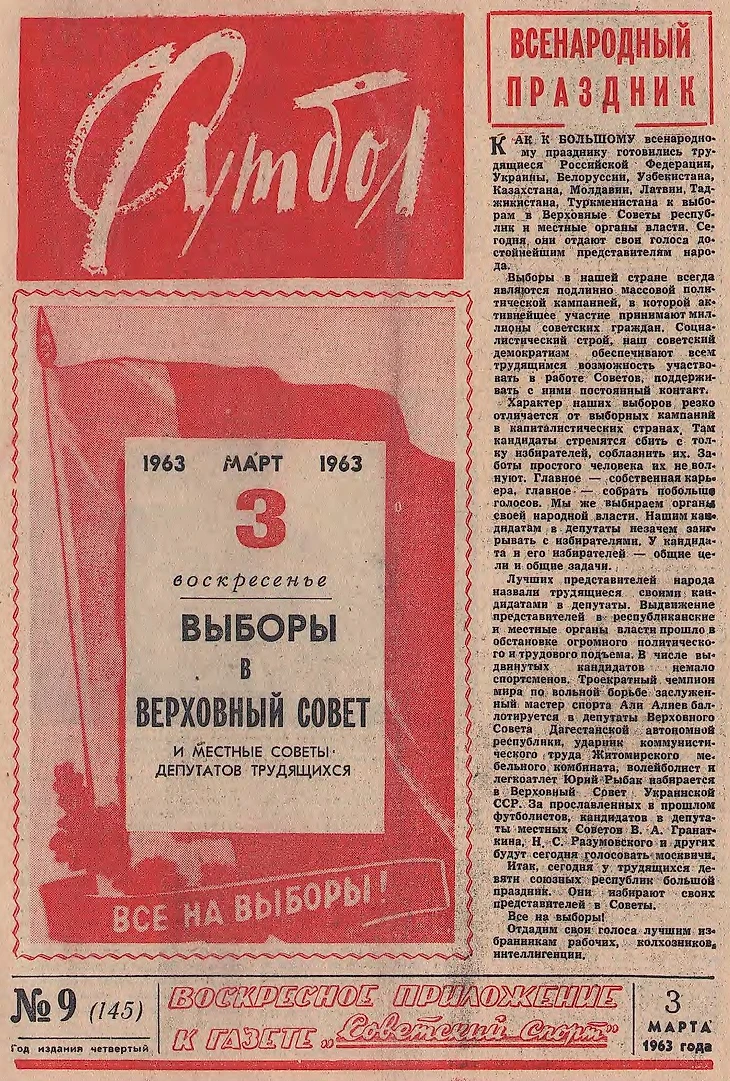 Футбол
1963 МАРТ 1963
3
воскресенье
ВЫБОРЫ
В
ВЕРХОВНЫЙ СОВЕТ
И МЕСТНЫЕ СОВЕТЫ
ДЕПУТАТОВ ТРУДЯЩИХСЯ
ВСЕ НА ВЫБОРЫ!
ВСЕНАРОДНЫЙ
ПРАЗДНИК
КАК К БОЛЬШОМУ всенародно-
му празднику готовились тру-
дящиеся Российской Федерации,
Украины, Белоруссии, Узбекистана,
Казахстана, Молдавии, Латвии, Тад-
жикистана, Туркменистана к выбо-
рам в Верховные Советы респуб-
лик и местные органы власти. Се-
годня они отдают свои голоса до-
стойнейшим представителям наро-
да.
Выборы в нашей стране всегда
являются подлинно массовой поли-
тической кампанией, в которой ак-
тивнейшее участие принимают мил-
лионы советских граждан. Социа-
листический строй, наш советский
демократизм обеспечивают всем
трудящимся возможность участво-
вать в работе Советов, поддержи-
вать с ними постоянный контакт.
Характер наших выборов резко
отличается от выборных кампаний
в капиталистических странах. Там
кандидаты стремятся сбить с тол-
ку избирателей, соблазнить их. За-
боты простого человека их не вол-
нуют. Главное — собственная карь-
ера, главное — собрать побольше
голосов. Мы же выбираем органы
своей народной власти. Нашим кан-
дидатам в депутаты незачем заиг-
рывать с избирателями. У кандида-
та и его избирателей — общие це-
ли и общие задачи.
Лучших представителей народа
назвали трудящиеся своими кан-
дидатами в депутаты. Выдвижение
представителей в республиканские
и местные органы власти прошло в
обстановке огромного политическо-
го и трудового подъема. В числе вы-
двинутых кандидатов немало
спортсменов. Троекратный чемпион
мира по вольной борьбе заслужен-
ный мастер спорта Али Алиев бал-
лотируется в депутаты Верховного
Совета Дагестанской автономной
республики, ударник коммунисти-
ческого труда Житомирского ме-
бельного комбината, волейболист и
легкоатлет Юрий Рыбак избирается
в Верховный Совет Украинской
ССР. За прославленных в прошлом
футболистов, кандидатов в депута-
ты местных Советов В. А. Гранат-
кина, Н. С. Разумовского и других
будут сегодня голосовать москвичи.
Итак, сегодня у трудящихся де-
вяти союзных республик большой
праздник. Они избирают своих
представителей в Советы.
Все на выборы!
Отдадим свои голоса лучшим из-
бранникам рабочих, колхозников,
интеллигенции.
№ 9 (145)
Год издания четвертый
ВОСКРЕСНОЕ ПРИЛОЖЕНИЕ
К ГАЗЕТЕ „Советский Спорт“
3
МАРТА
1963 года